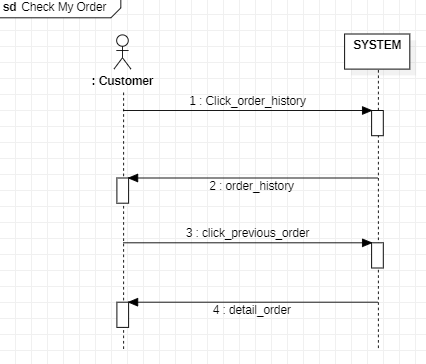 sd Check My Order
SYSTEM
: Customer
1 : Click_order_history
2 : order_history
3 : click_previous_order
4 : detail_order